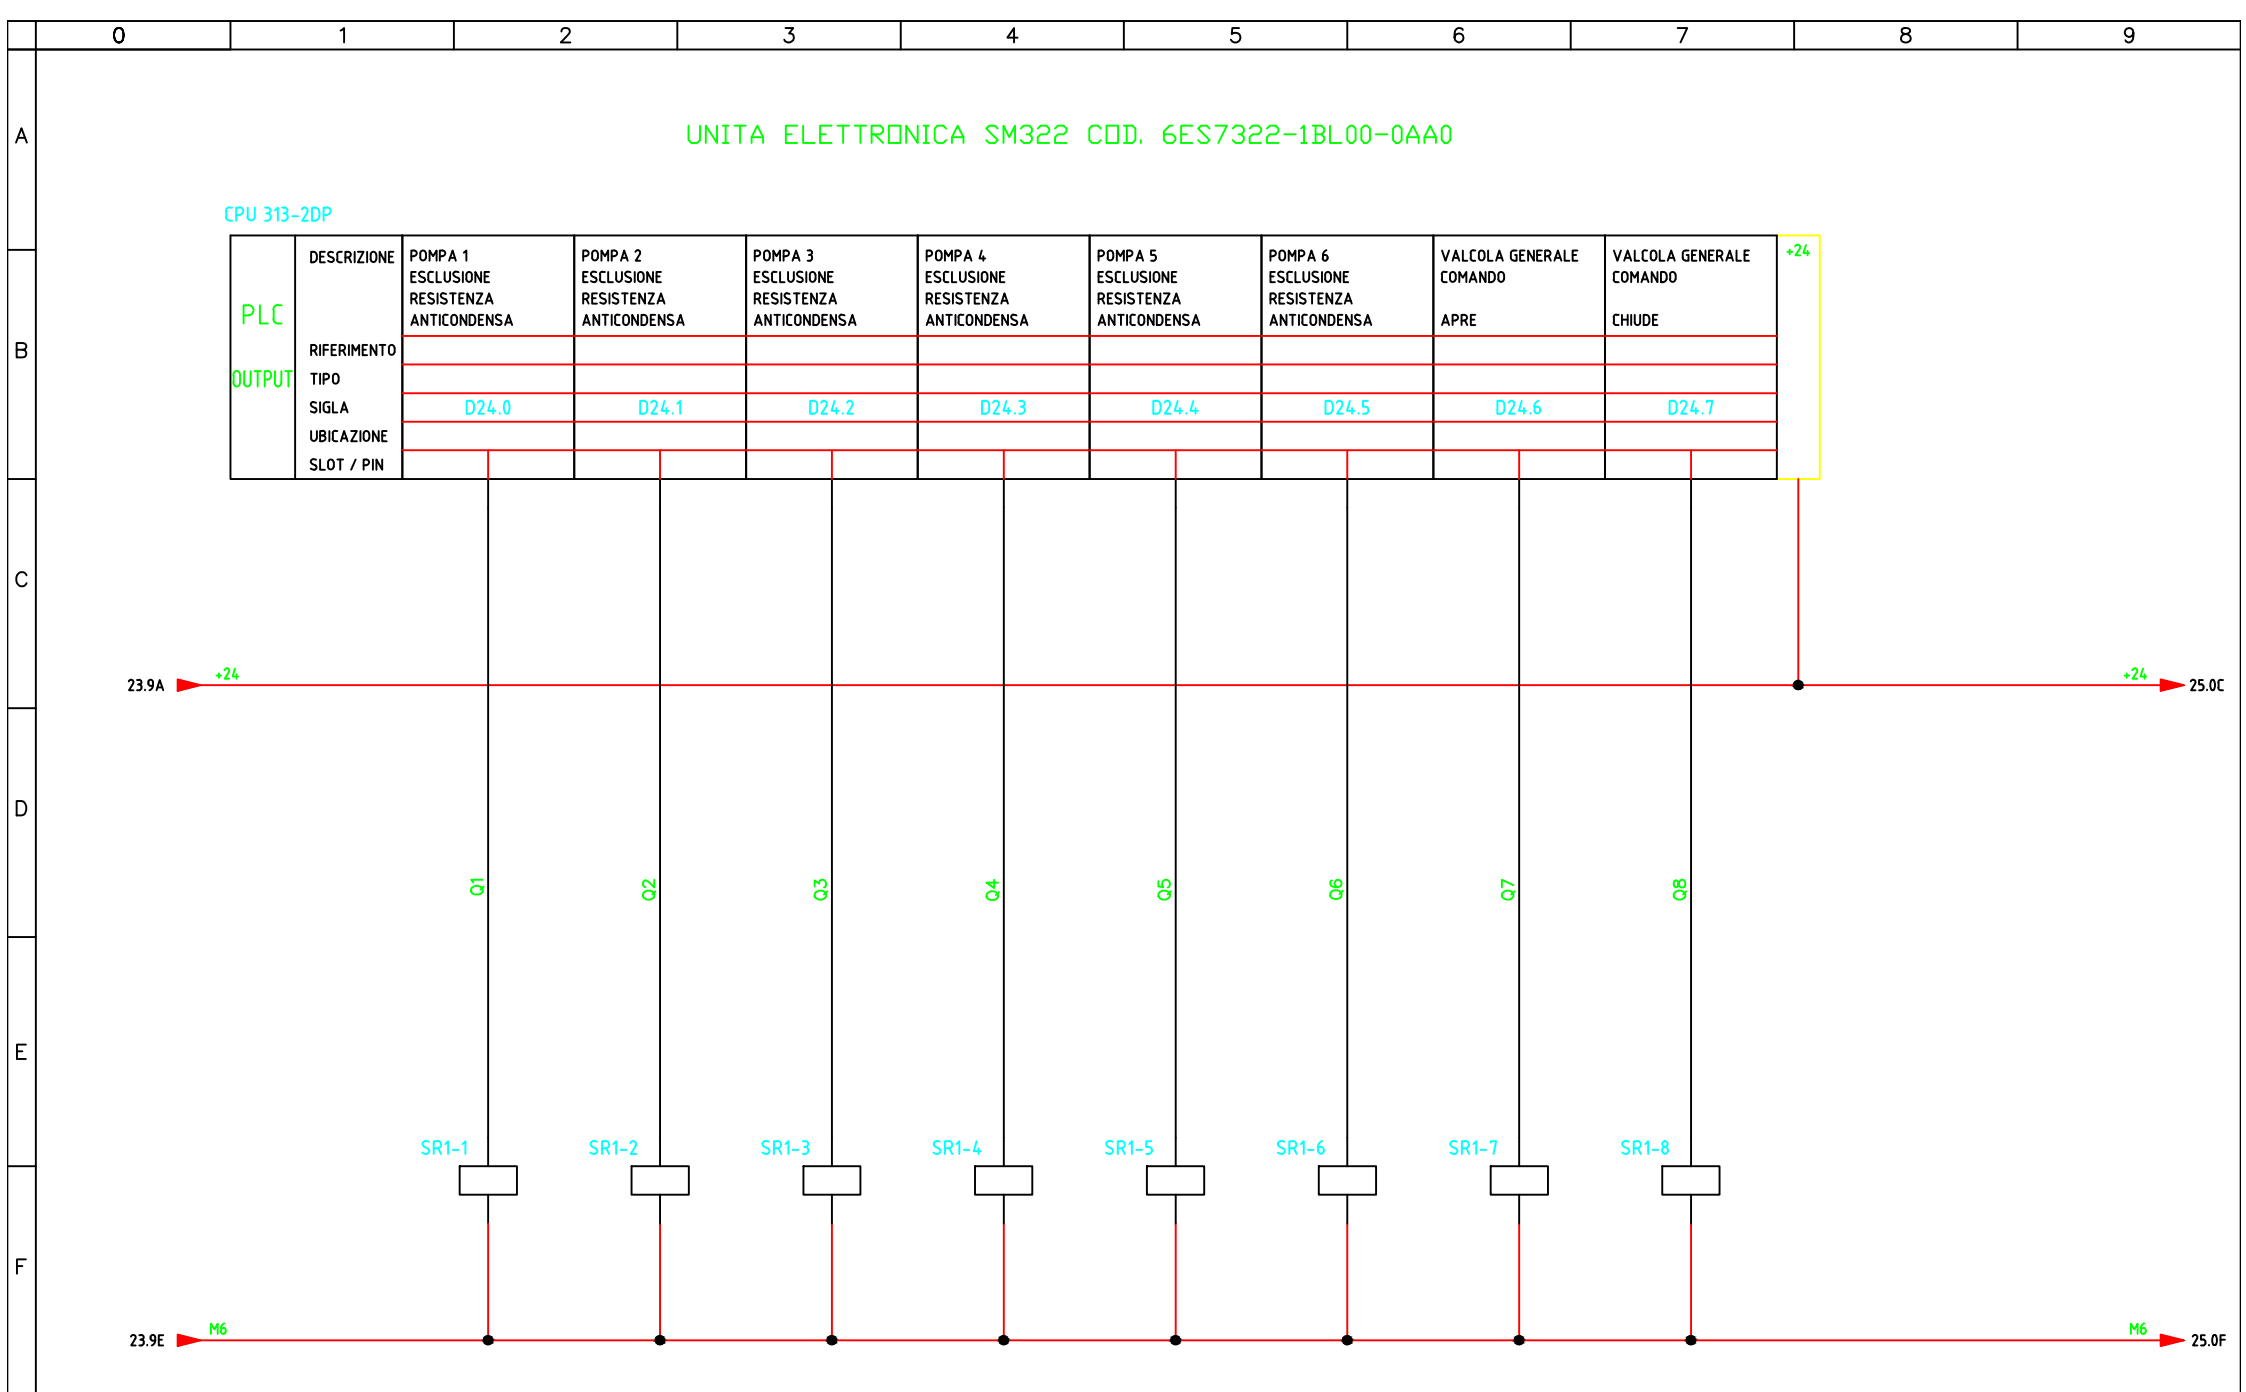 0 1 2 3 4 5 6 7 8 9
A
UNITA ELETTRONICA SM322 COD. 6ES7322-1BL00-0AA0
CPU 313-2DP
B
PLC
OUTPUT
DESCRIZIONE
RIFERIMENTO
TIPO
SIGLA
UBICAZIONE
SLOT / PIN
POMPA 1
ESCLUSIONE
RESISTENZA
ANTICONDENSA
D24.0
POMPA 2
ESCLUSIONE
RESISTENZA
ANTICONDENSA
D24.1
POMPA 3
ESCLUSIONE
RESISTENZA
ANTICONDENSA
D24.2
POMPA 4
ESCLUSIONE
RESISTENZA
ANTICONDENSA
D24.3
POMPA 5
ESCLUSIONE
RESISTENZA
ANTICONDENSA
D24.4
POMPA 6
ESCLUSIONE
RESISTENZA
ANTICONDENSA
D24.5
VALCOLA GENERALE
COMANDO
APRE
D24.6
VALCOLA GENERALE
COMANDO
CHIUDE
D24.7
+24
C
23.9A +24 +24 25.0C
D
Q1 Q2 Q3 Q4 Q5 Q6 Q7 Q8
E
SR1-1 SR1-2 SR1-3 SR1-4 SR1-5 SR1-6 SR1-7 SR1-8
F
23.9E M6 M6 25.0F